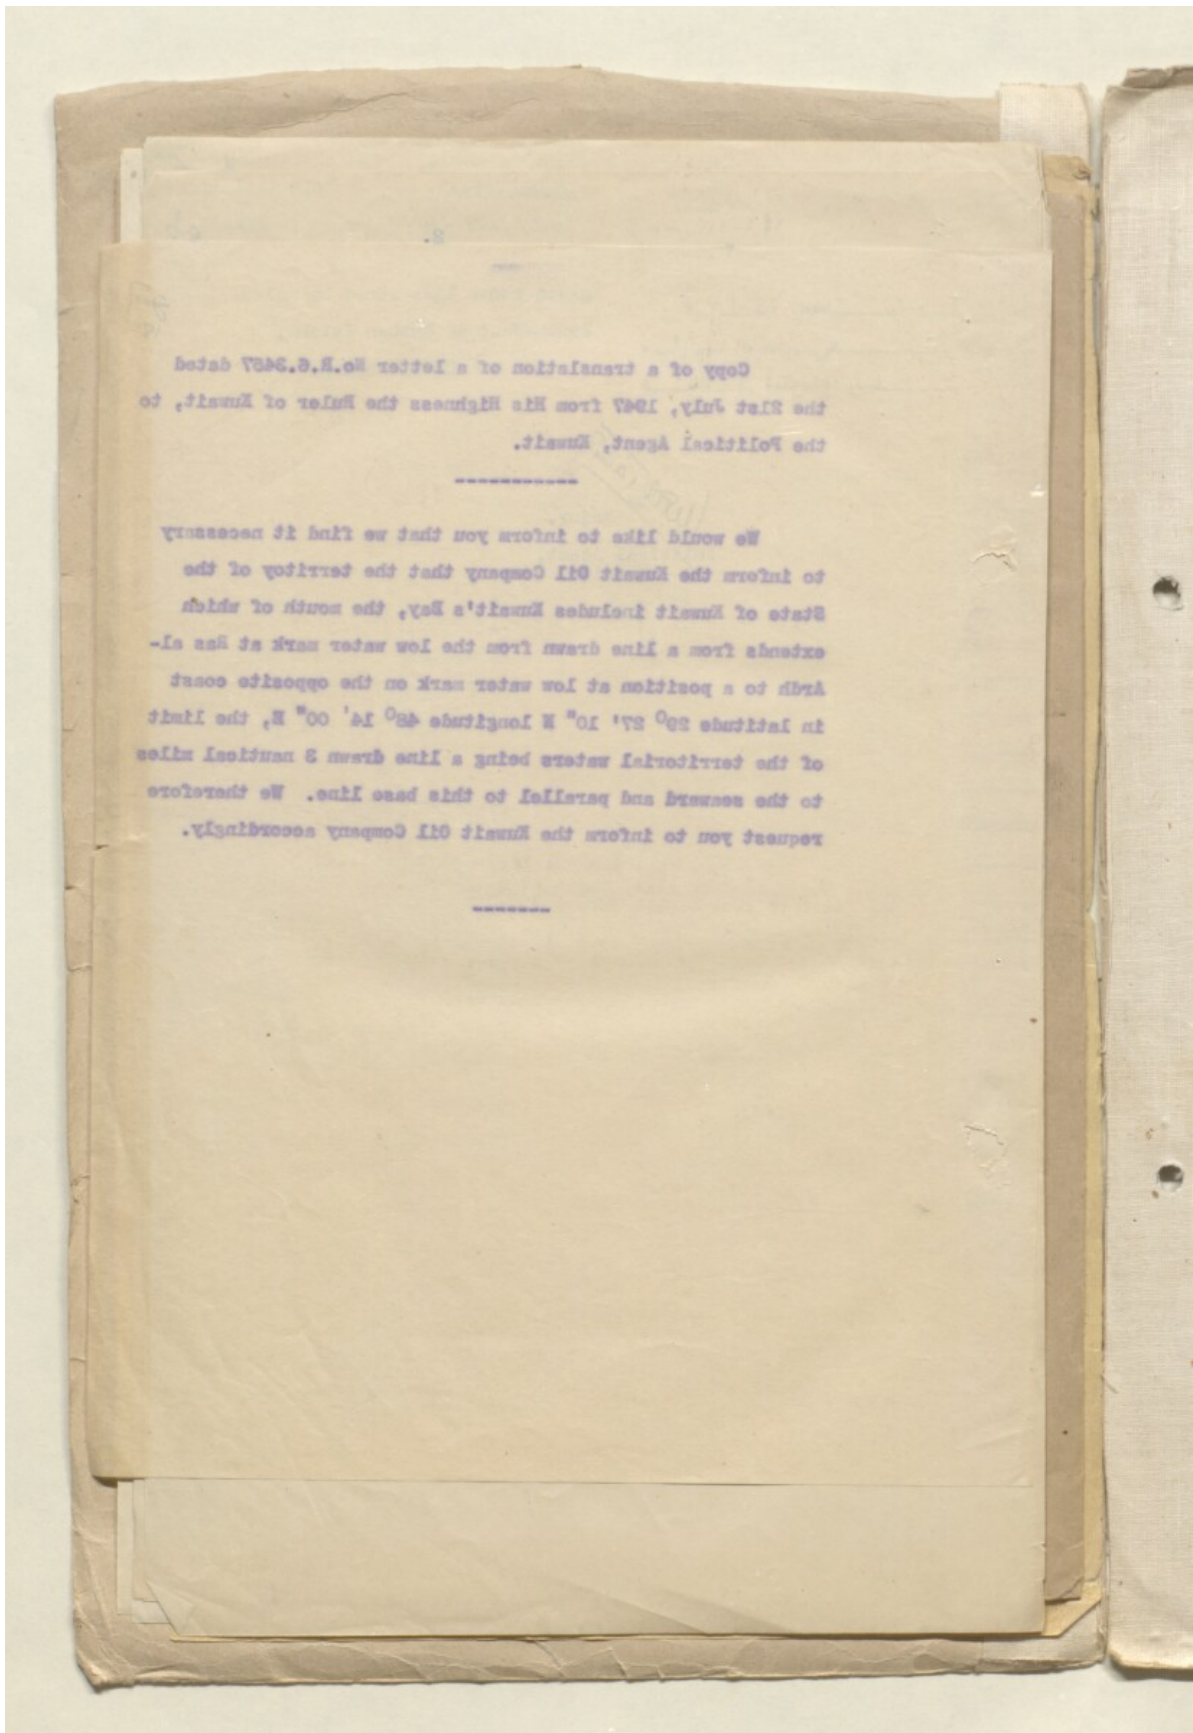 Copy of a translation of a letter No.R.6.3457 dated
the 21st July, 1947 from His Highness the Ruler of Kuwait, to
the Political Agent, Kuwait.
-----------
We would like to inform you that we find it necessary
to inform the Kuwait Oil Company that the territoy of the
State of Kuwait includes Kuwait's Bay, the mouth of which
extends from a line drawn from the low water mark at Ras al-
Ardh to a position at low water mark on the opposite coast
in latitude 29° 27' 10" N longitude 48° 14' 00" E, the limit
of the territorial waters being a line drawn 3 nautical miles
to the seaward and parallel to this base line. We therefore
request you to inform the Kuwait Oil Company accordingly.
-------